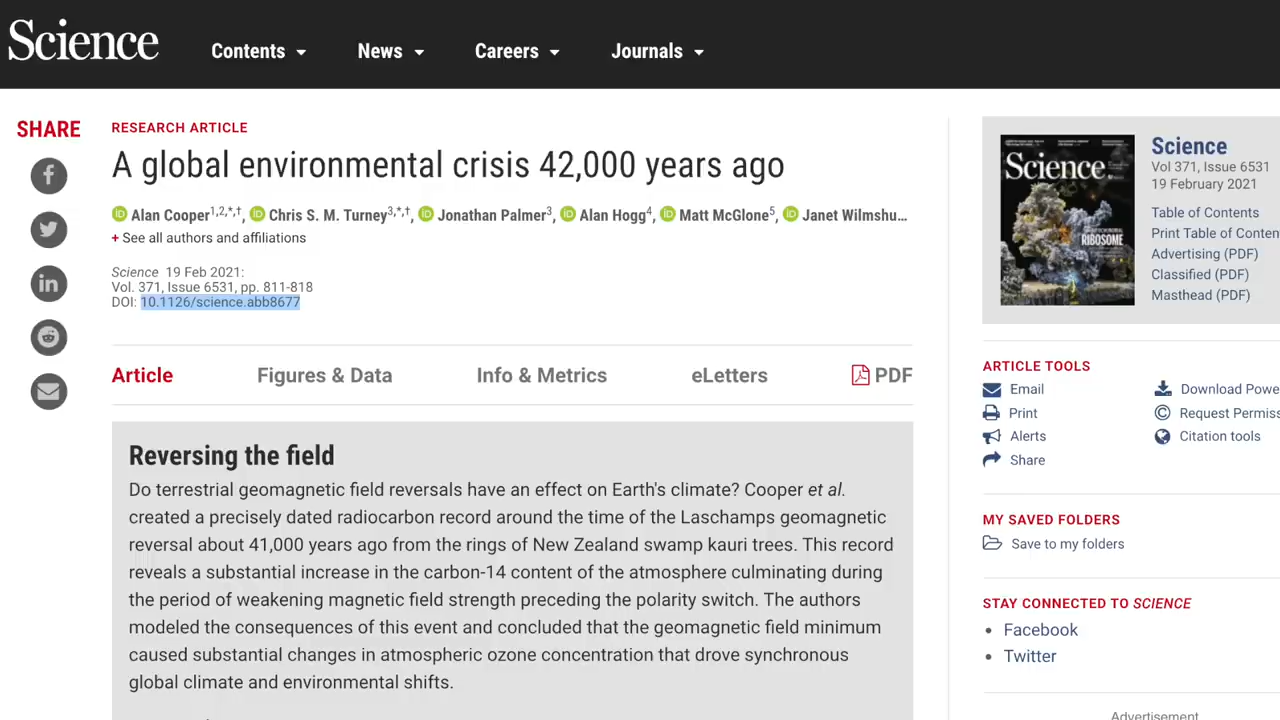 Science
Contents
News
Careers
Journals
SHARE
RESEARCH ARTICLE
A global environmental crisis 42,000 years ago
iD Alan Cooper1,2,*,†, iD Chris S. M. Turney3,*,†, iD Jonathan Palmer3, iD Alan Hogg4, iD Matt McGlone5, iD Janet Wilmshu…
+ See all authors and affiliations
Science 19 Feb 2021:
Vol. 371, Issue 6531, pp. 811-818
DOI: 10.1126/science.abb8677
Article
Figures & Data
Info & Metrics
eLetters
PDF
Reversing the field
Do terrestrial geomagnetic field reversals have an effect on Earth's climate? Cooper et al.
created a precisely dated radiocarbon record around the time of the Laschamps geomagnetic
reversal about 41,000 years ago from the rings of New Zealand swamp kauri trees. This record
reveals a substantial increase in the carbon-14 content of the atmosphere culminating during
the period of weakening magnetic field strength preceding the polarity switch. The authors
modeled the consequences of this event and concluded that the geomagnetic field minimum
caused substantial changes in atmospheric ozone concentration that drove synchronous
global climate and environmental shifts.
Science
RIBOSOME
Science
Vol 371, Issue 6531
19 February 2021
Table of Contents
Print Table of Conten
Advertising (PDF)
Classified (PDF)
Masthead (PDF)
ARTICLE TOOLS
Email
Download Powe
Print
Request Permiss
Alerts
Citation tools
Share
MY SAVED FOLDERS
Save to my folders
STAY CONNECTED TO SCIENCE
Facebook
Twitter
Advertisement